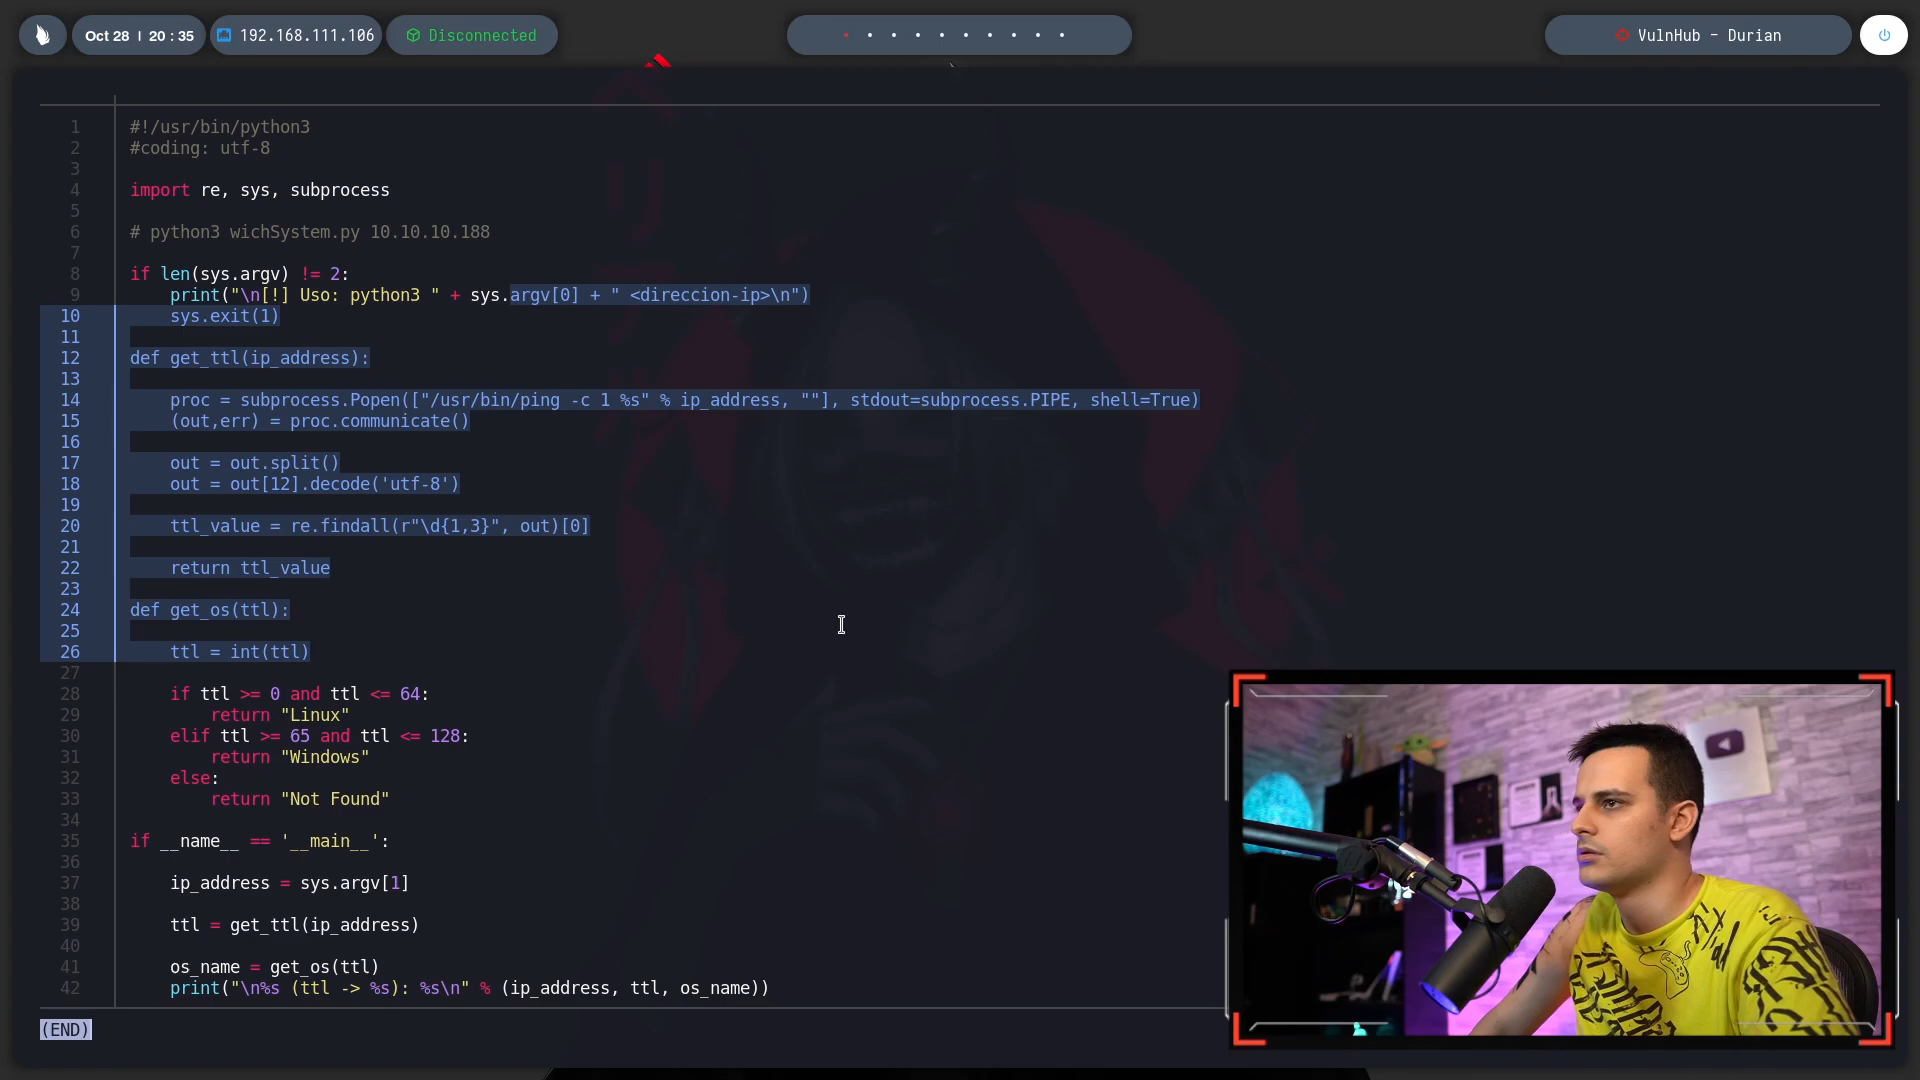 Oct 28 | 20 : 35
192.168.111.106
Disconnected
VulnHub - Durian
1 #!/usr/bin/python3
2 #coding: utf-8
3
4 import re, sys, subprocess
5
6 # python3 wichSystem.py 10.10.10.188
7
8 if len(sys.argv) != 2:
9     print("\n[!] Uso: python3 " + sys.argv[0] + " <direccion-ip>\n")
10     sys.exit(1)
11
12 def get_ttl(ip_address):
13
14     proc = subprocess.Popen(["/usr/bin/ping -c 1 %s" % ip_address, ""], stdout=subprocess.PIPE, shell=True)
15     (out,err) = proc.communicate()
16
17     out = out.split()
18     out = out[12].decode('utf-8')
19
20     ttl_value = re.findall(r"\d{1,3}", out)[0]
21
22     return ttl_value
23
24 def get_os(ttl):
25
26     ttl = int(ttl)
27
28     if ttl >= 0 and ttl <= 64:
29         return "Linux"
30     elif ttl >= 65 and ttl <= 128:
31         return "Windows"
32     else:
33         return "Not Found"
34
35 if __name__ == '__main__':
36
37     ip_address = sys.argv[1]
38
39     ttl = get_ttl(ip_address)
40
41     os_name = get_os(ttl)
42     print("\n%s (ttl -> %s): %s\n" % (ip_address, ttl, os_name))
(END)